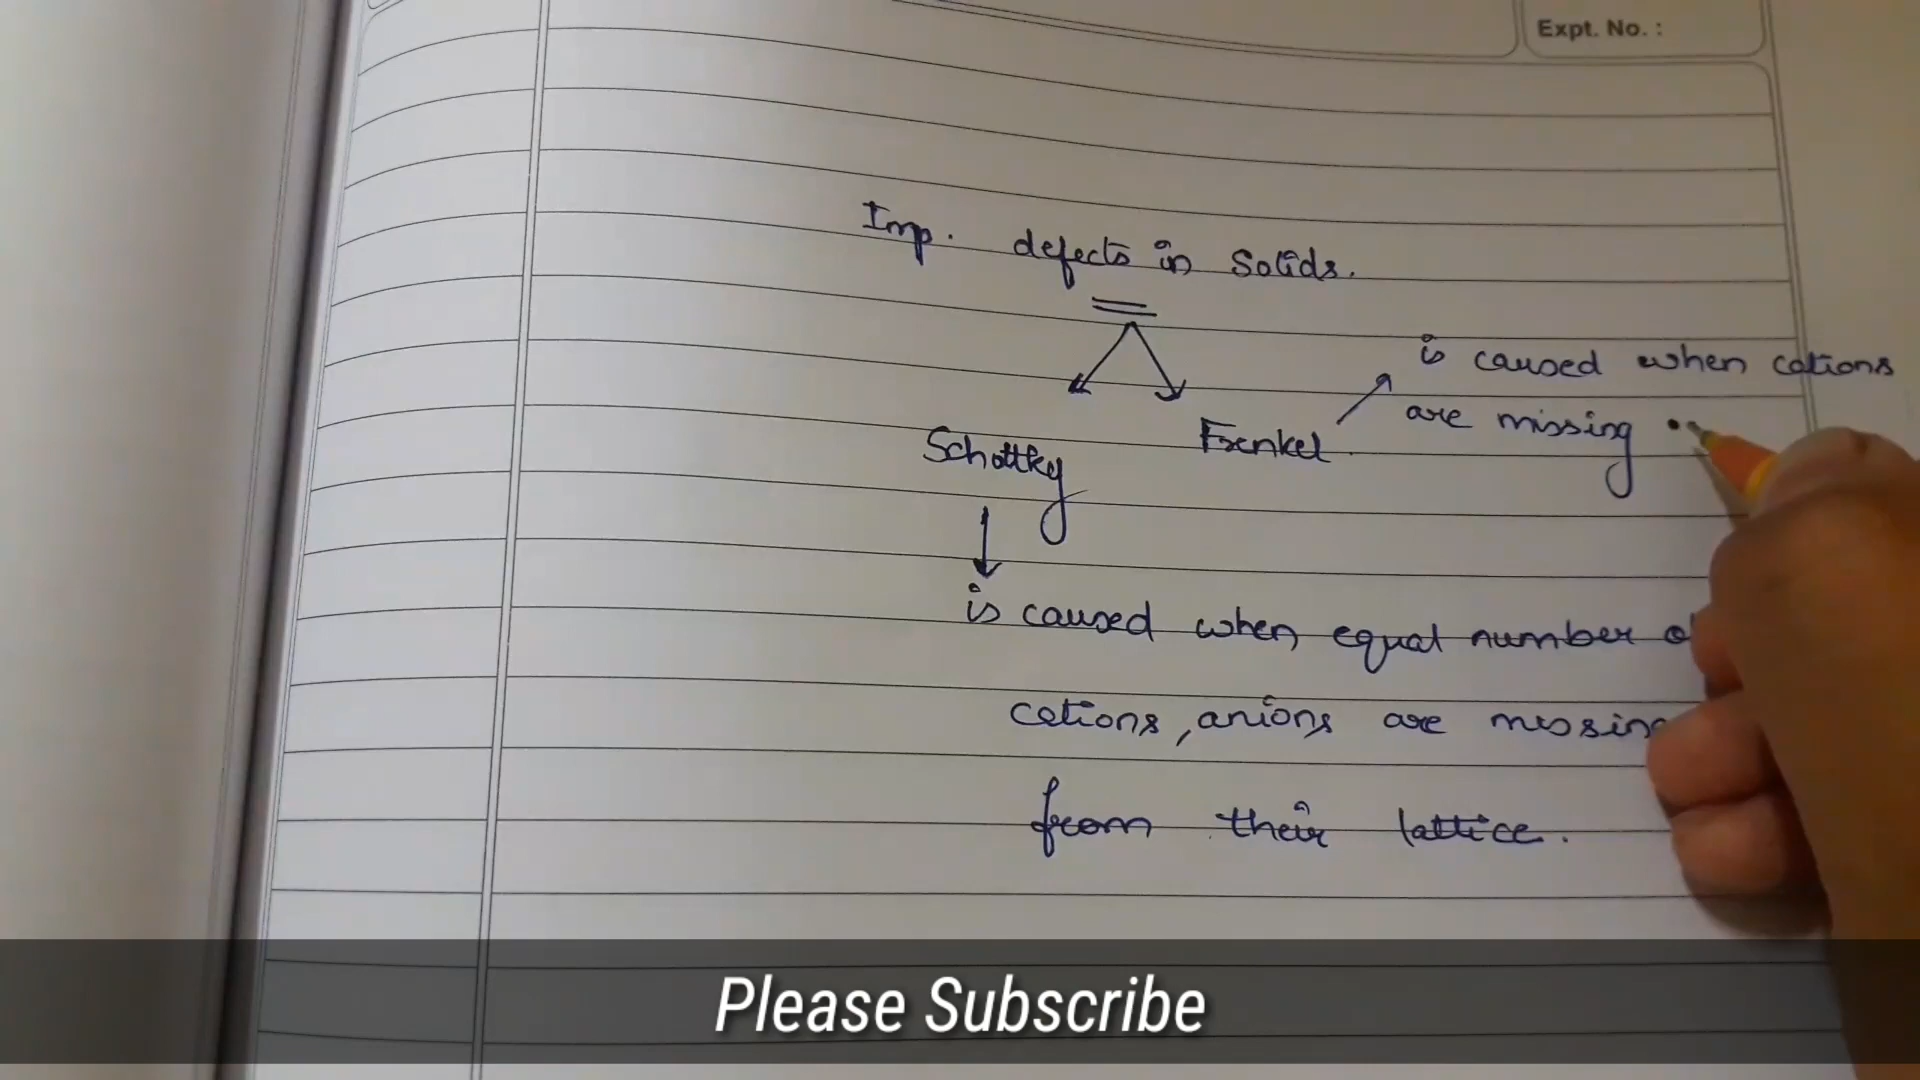 Expt. No. :
Imp. defects in Solids.
is caused when cations
are missing
Frenkel
Schottky
is caused when equal number
cations, anions are missing
from their lattice.
Please Subscribe